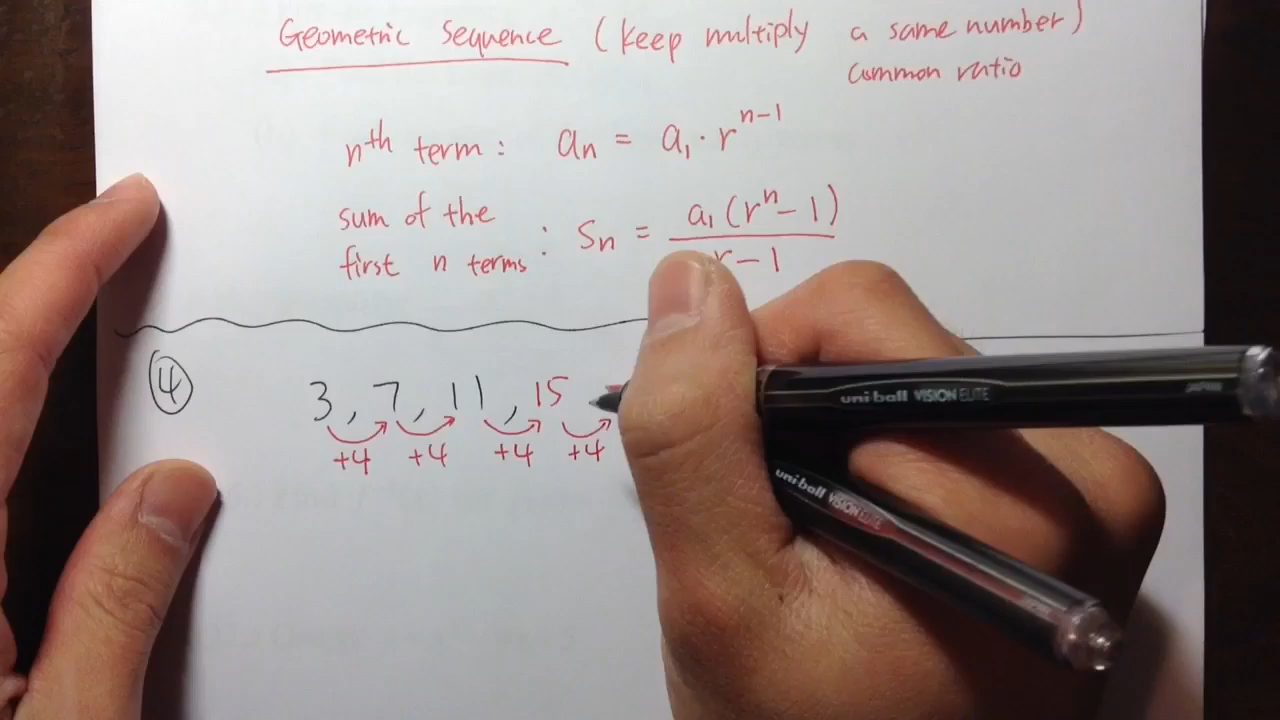 Geometric Sequence (keep multiply a same number)
common ratio
nth term: an = a1 · r^n-1
sum of the
first n terms : Sn = a1(r^n - 1)
r - 1
④ 3, 7, 11, 15
+4 +4 +4 +4
uni-ball VISION ELITE JAPAN
uni-ball VISION ELITE